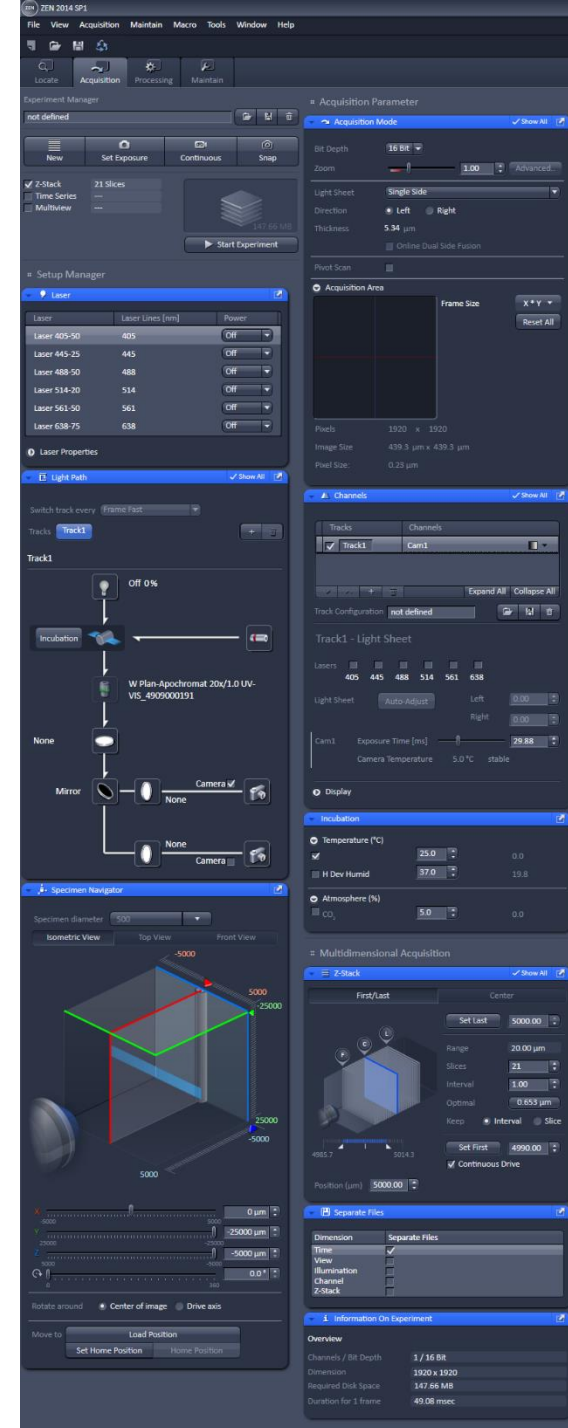 ZEN 2014 SP1
File View Acquisition Maintain Macro Tools Window Help
Locate Acquisition Processing Maintain
Experiment Manager
not defined
New Set Exposure Continuous Snap
Z-Stack 21 Slices
Time Series ---
Multiview ---
147.66 MB
Start Experiment
Setup Manager
Laser
Laser Laser Lines [nm] Power
Laser 405-50 405 Off
Laser 445-25 445 Off
Laser 488-50 488 Off
Laser 514-20 514 Off
Laser 561-50 561 Off
Laser 638-75 638 Off
Laser Properties
Light Path Show All
Switch track every Frame Fast
Tracks Track1
Track1
Off 0%
Incubation
W Plan-Apochromat 20x/1.0 UV-
VIS_4909000191
None
Mirror
Camera
None
None
Camera
Specimen Navigator
Specimen diameter 500
Isometric View Top View Front View
-5000
5000
-25000
25000
-5000
5000
X 0 µm
-5000 5000
Y -25000 µm
25000 -25000
Z -5000 µm
5000 -5000
0.0 °
0 360
Rotate around Center of image Drive axis
Move to Load Position
Set Home Position Home Position
Acquisition Parameter
Acquisition Mode Show All
Bit Depth 16 Bit
Zoom 1.00 Advanced..
Light Sheet Single Side
Direction Left Right
Thickness 5.34 µm
Online Dual Side Fusion
Pivot Scan
Acquisition Area
Frame Size X * Y
Reset All
Pixels 1920 x 1920
Image Size 439.3 µm x 439.3 µm
Pixel Size: 0.23 µm
Channels Show All
Tracks Channels
Track1 Cam1
Expand All Collapse All
Track Configuration not defined
Track1 - Light Sheet
Lasers
405 445 488 514 561 638
Light Sheet Auto-Adjust Left 0.00
Right 0.00
Cam1 Exposure Time [ms] 29.88
Camera Temperature 5.0 °C stable
Display
Incubation
Temperature (°C)
25.0 0.0
H Dev Humid 37.0 19.8
Atmosphere (%)
CO₂ 5.0 0.0
Multidimensional Acquisition
Z-Stack Show All
First/Last Center
Set Last 5000.00
F C L
Range 20.00 µm
Slices 21
Interval 1.00
Optimal 0.653 µm
Keep Interval Slice
4985.7 5014.3
Set First 4990.00
Continuous Drive
Position (µm) 5000.00
Separate Files
Dimension Separate Files
Time
View
Illumination
Channel
Z-Stack
Information On Experiment
Overview
Channels / Bit Depth 1 / 16 Bit
Dimension 1920 x 1920
Required Disk Space 147.66 MB
Duration for 1 frame 49.08 msec